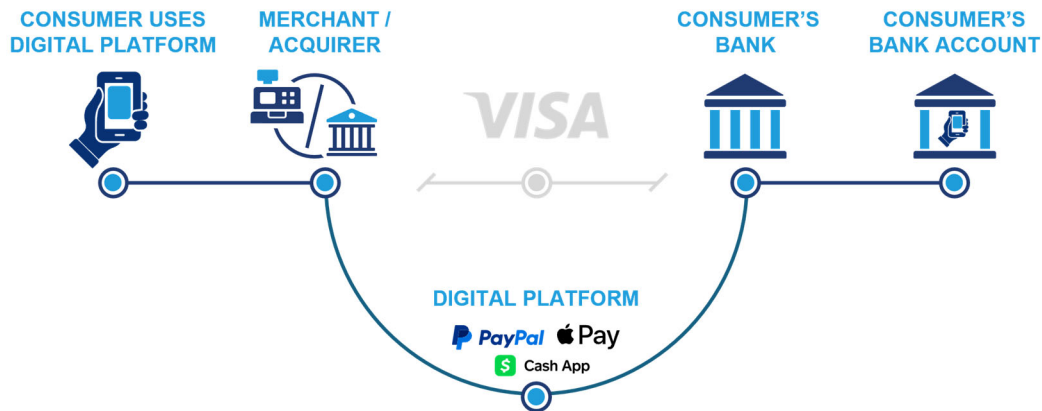 CONSUMER USES
DIGITAL PLATFORM
MERCHANT /
ACQUIRER
VISA
CONSUMER'S
BANK
CONSUMER'S
BANK ACCOUNT
DIGITAL PLATFORM
PayPal
Pay
$ Cash App